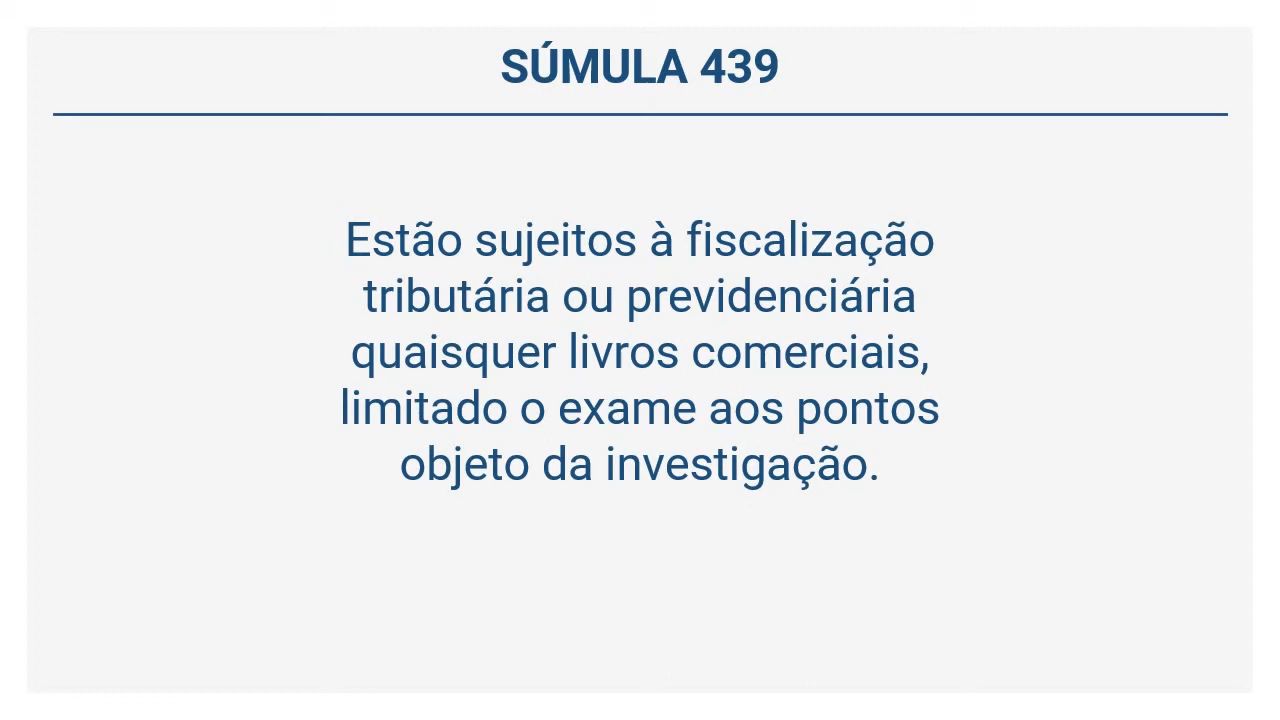 SÚMULA 439
Estão sujeitos à fiscalização
tributária ou previdenciária
quaisquer livros comerciais,
limitado o exame aos pontos
objeto da investigação.